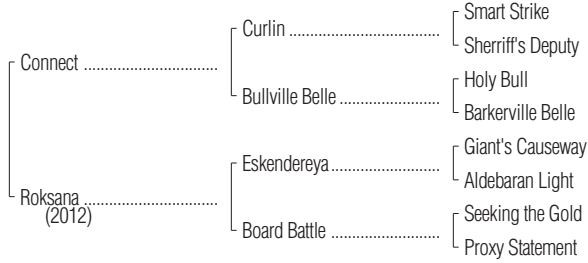 Smart Strike
Curlin ..................................
Sherriff's Deputy
Connect ..................................
Holy Bull
Bullville Belle .........................
Barkerville Belle
Giant's Causeway
Eskendereya...........................
Aldebaran Light
Roksana ..................................
(2012)
Seeking the Gold
Board Battle ...........................
Proxy Statement